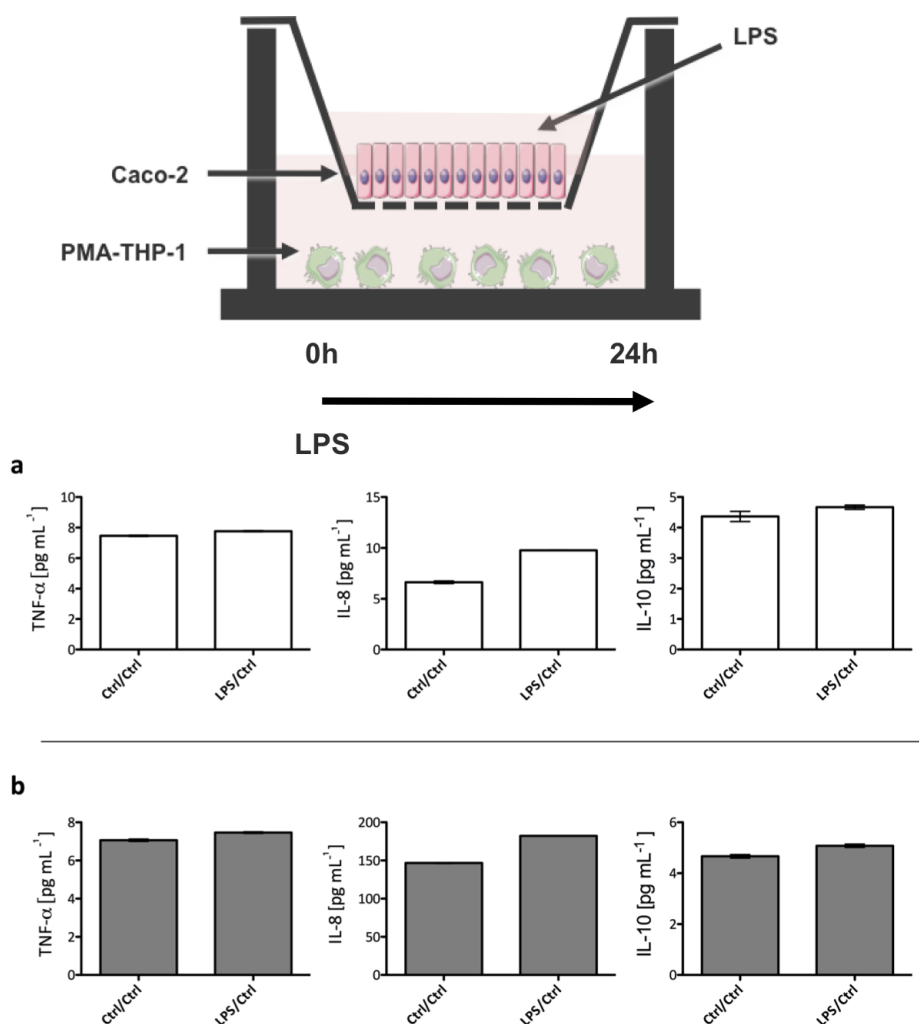 LPS
Caco-2
PMA-THP-1
0h 24h
LPS
a
TNF-α [pg mL⁻¹]
10
8
6
4
2
0
Ctrl/Ctrl
LPS/Ctrl
IL-8 [pg mL⁻¹]
15
10
5
0
Ctrl/Ctrl
LPS/Ctrl
IL-10 [pg mL⁻¹]
5
4
3
2
1
0
Ctrl/Ctrl
LPS/Ctrl
b
TNF-α [pg mL⁻¹]
8
6
4
2
0
Ctrl/Ctrl
LPS/Ctrl
IL-8 [pg mL⁻¹]
200
150
100
50
0
Ctrl/Ctrl
LPS/Ctrl
IL-10 [pg mL⁻¹]
6
4
2
0
Ctrl/Ctrl
LPS/Ctrl